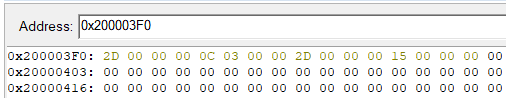 Address: 0x200003F0
0x200003F0: 2D 00 00 00 0C 03 00 00 2D 00 00 00 15 00 00 00 00
0x20000403: 00 00 00 00 00 00 00 00 00 00 00 00 00 00 00 00 00
0x20000416: 00 00 00 00 00 00 00 00 00 00 00 00 00 00 00 00 00